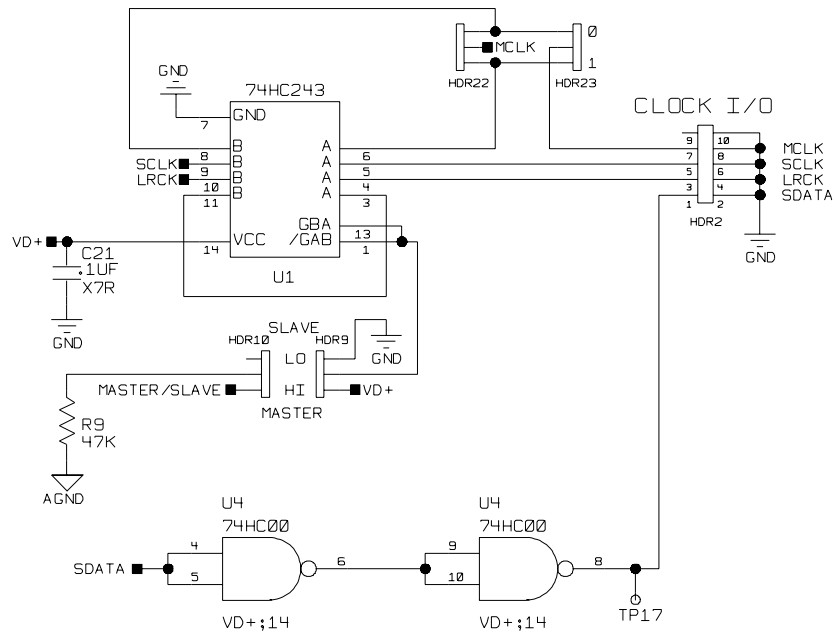 0
MCLK
1
HDR22
HDR23
GND
74HC243
CLOCK I/O
GND
7
B A
8 6
SCLK B A
9 5
LRCK B A
10 4
B A
11 3
GBA
13
VD+ VCC /GAB
14 1
U1
C21
.1UF
X7R
GND
9 10 MCLK
7 8 SCLK
5 6 LRCK
3 4 SDATA
1 2
HDR2
GND
SLAVE
HDR10 HDR9
LO
GND
MASTER/SLAVE HI VD+
MASTER
R9
47K
AGND
U4 U4
74HC00 74HC00
4 9
SDATA 6 8
5 10
TP17
VD+;14 VD+;14